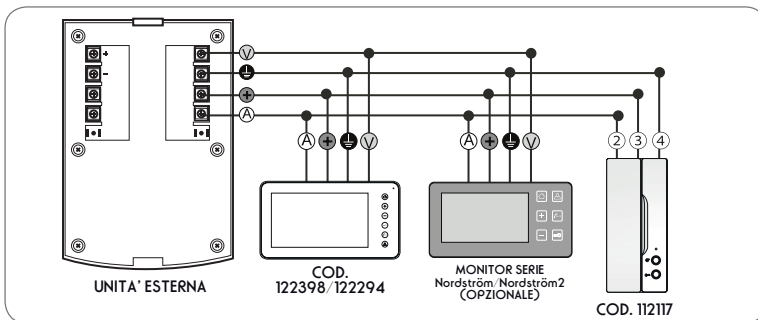 +
−
V
+
A
A + V
A + V
2 3 4
UNITA' ESTERNA
COD.
122398/122294
MONITOR SERIE
Nordström/Nordström2
(OPZIONALE)
COD. 112117